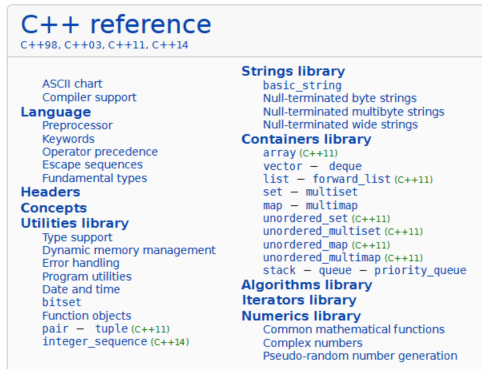 C++ reference
C++98, C++03, C++11, C++14
ASCII chart
Compiler support
Language
Preprocessor
Keywords
Operator precedence
Escape sequences
Fundamental types
Headers
Concepts
Utilities library
Type support
Dynamic memory management
Error handling
Program utilities
Date and time
bitset
Function objects
pair — tuple (C++11)
integer_sequence (C++14)
Strings library
basic_string
Null-terminated byte strings
Null-terminated multibyte strings
Null-terminated wide strings
Containers library
array (C++11)
vector — deque
list — forward_list (C++11)
set — multiset
map — multimap
unordered_set (C++11)
unordered_multiset (C++11)
unordered_map (C++11)
unordered_multimap (C++11)
stack — queue — priority_queue
Algorithms library
Iterators library
Numerics library
Common mathematical functions
Complex numbers
Pseudo-random number generation